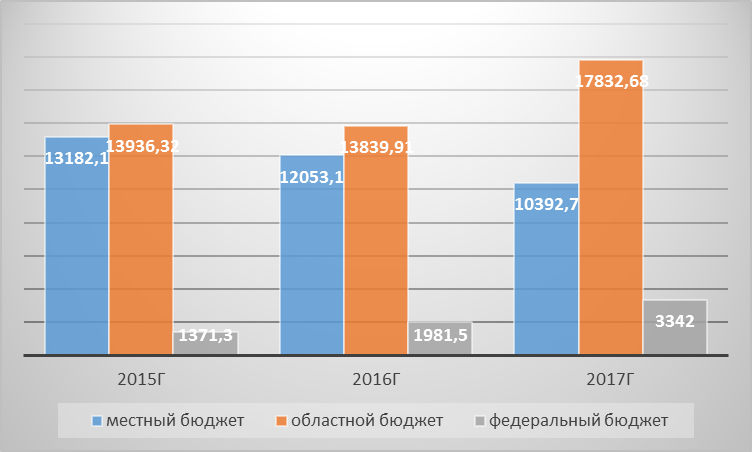 17832,68
13182,1 13936,32
12053,1 13839,91
10392,7
1371,3 1981,5 3342
2015Г 2016Г 2017Г
местный бюджет областной бюджет федеральный бюджет